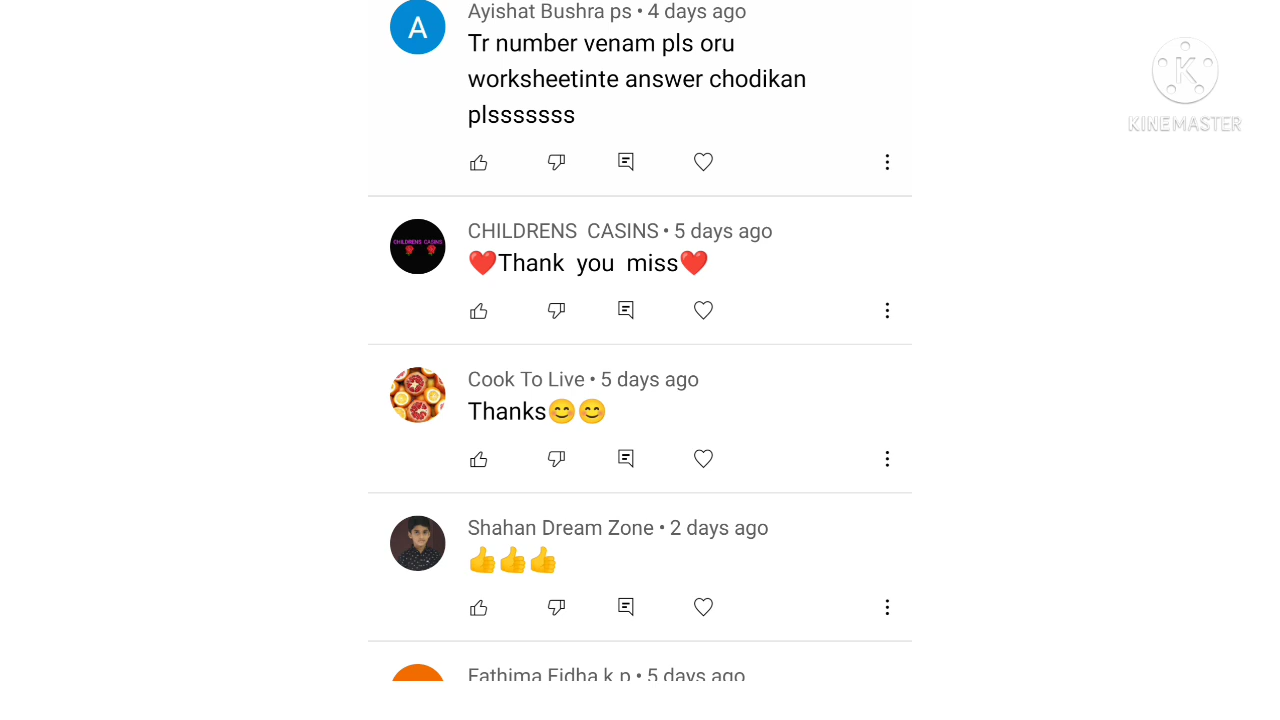 Ayishat Bushra ps • 4 days ago
A
Tr number venam pls oru
worksheetinte answer chodikan
plsssssss
K
KINEMASTER
CHILDRENS CASINS • 5 days ago
CHILDRENS CASINS
❤️Thank you miss❤️
Cook To Live • 5 days ago
Thanks😊😊
Shahan Dream Zone • 2 days ago
👍👍👍
Fathima Fidha k p • 5 days ago